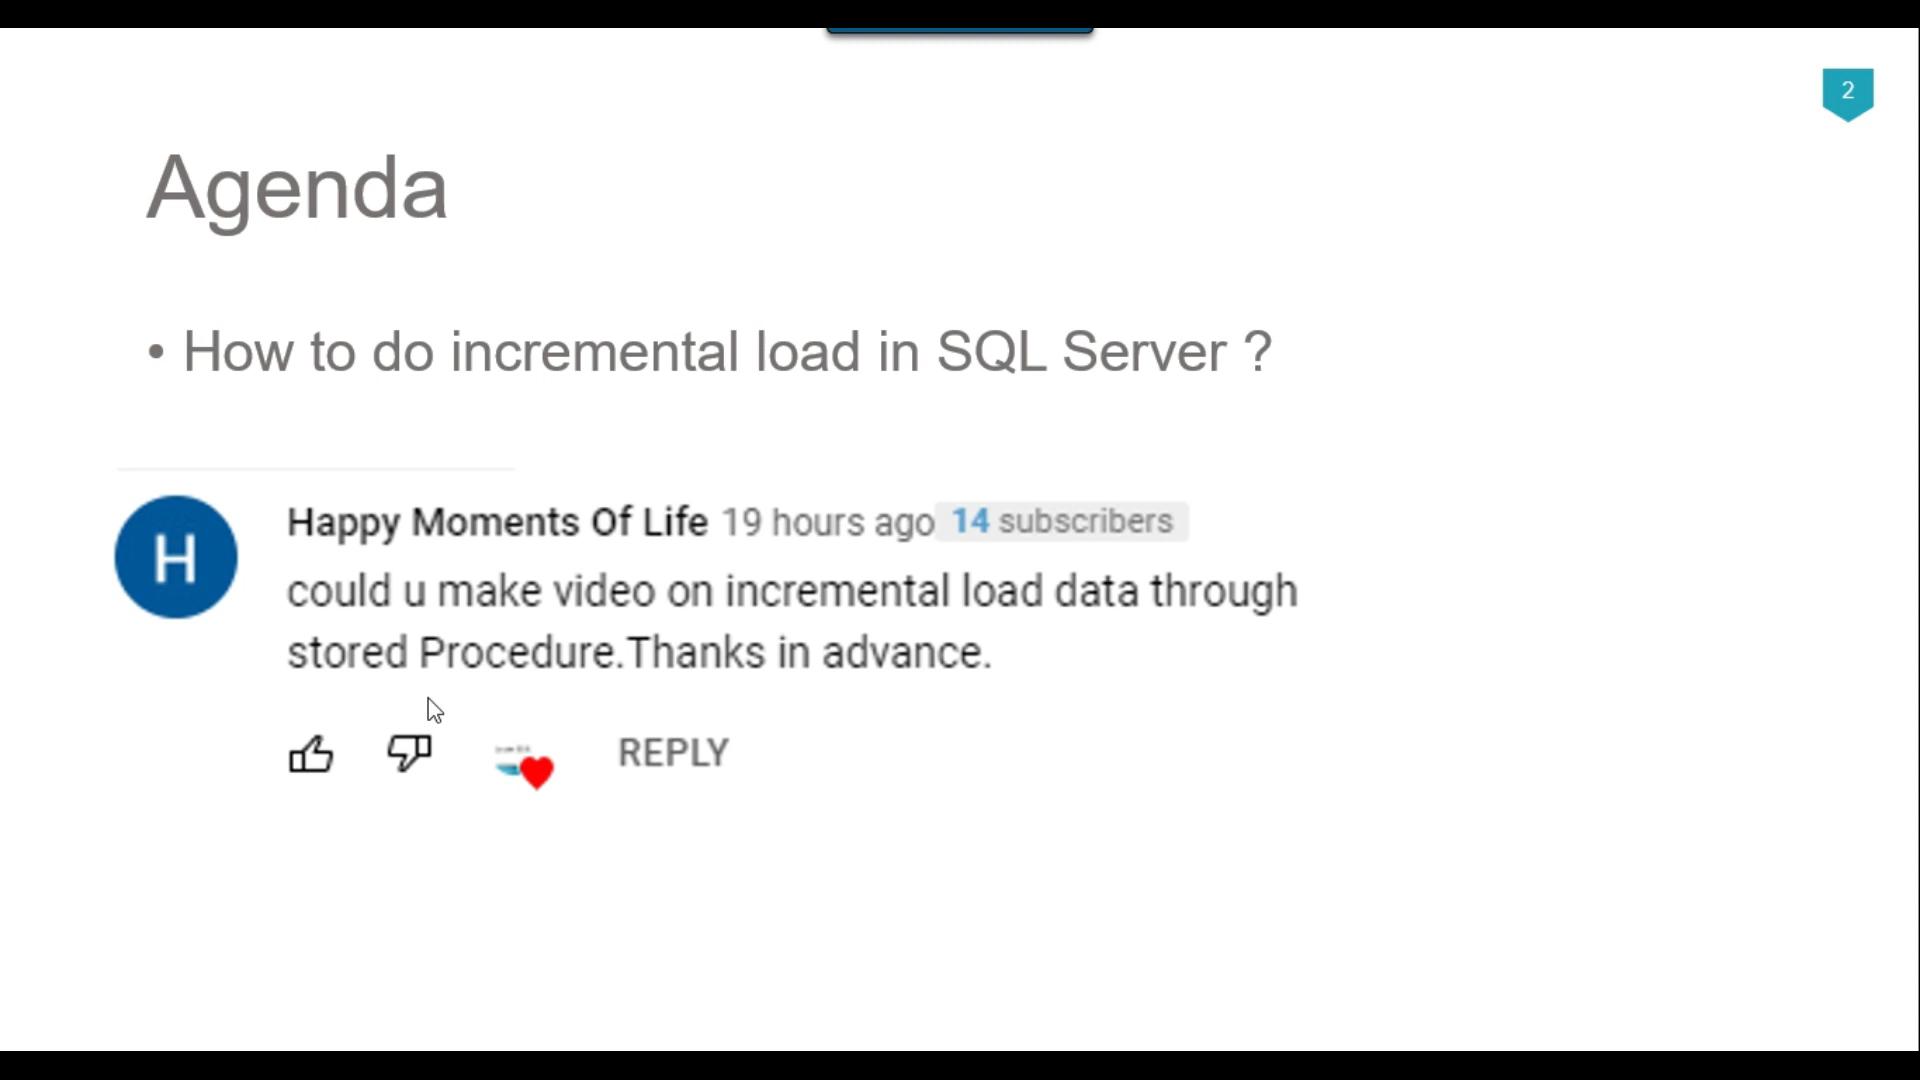 2
Agenda
• How to do incremental load in SQL Server ?
H
Happy Moments Of Life 19 hours ago 14 subscribers
could u make video on incremental load data through
stored Procedure.Thanks in advance.
REPLY